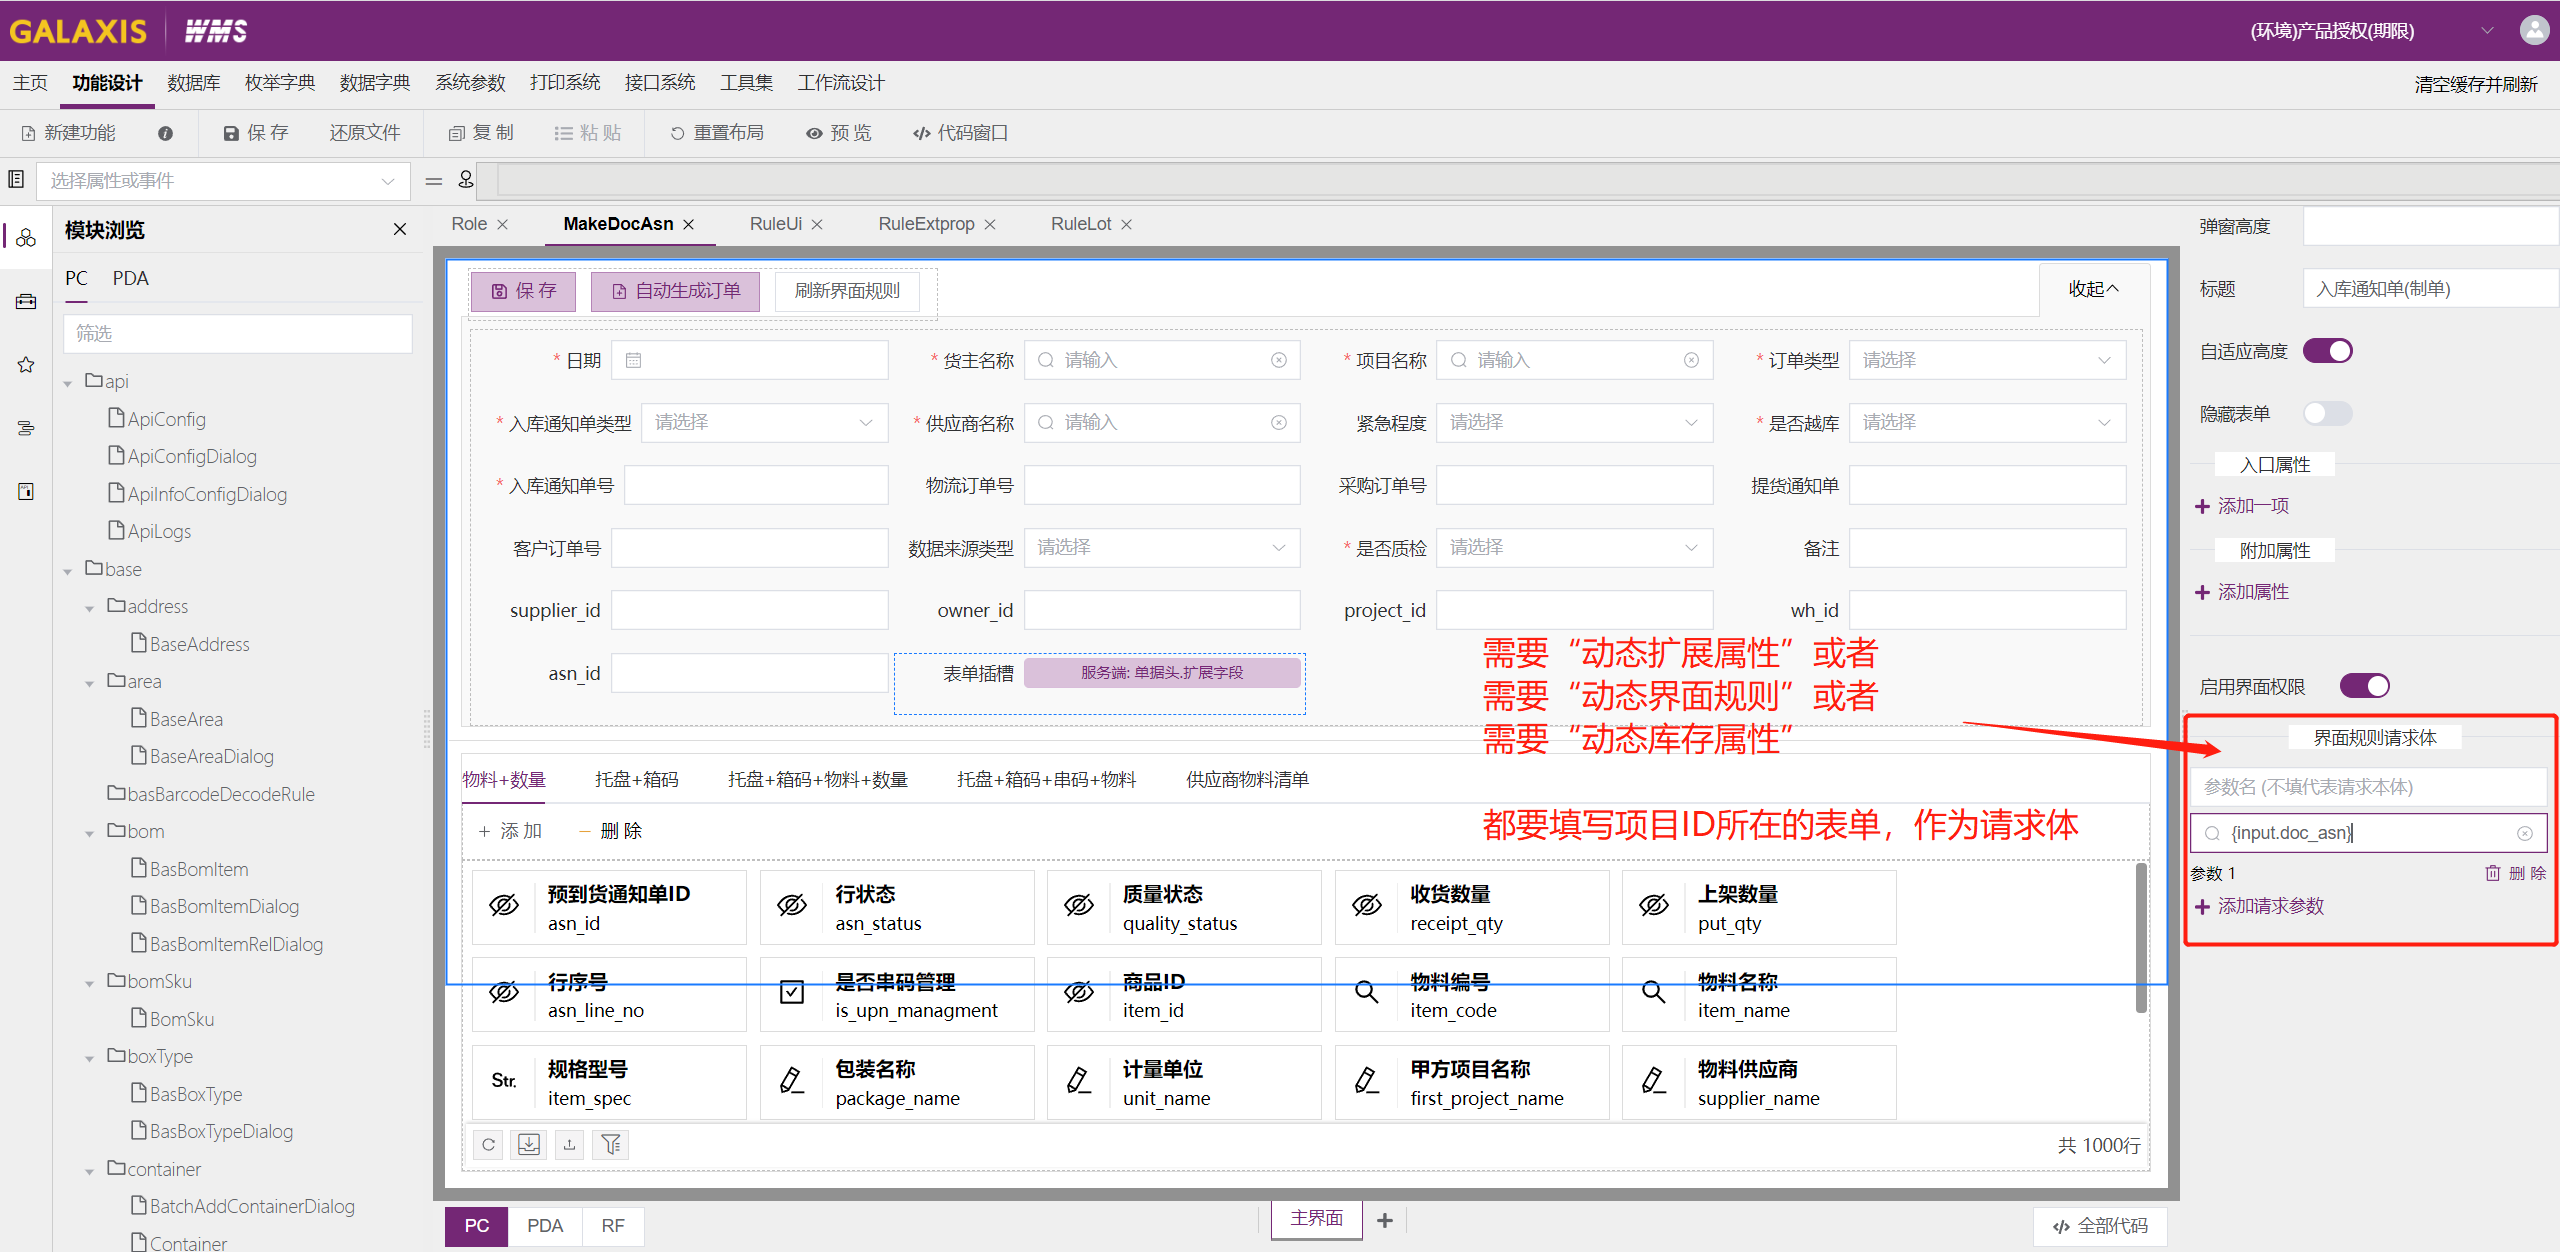 GALAXIS WMS (环境)产品授权(期限)
主页 功能设计 数据库 枚举字典 数据字典 系统参数 打印系统 接口系统 工具集 工作流设计 清空缓存并刷新
新建功能 保 存 还原文件 复 制 粘 贴 重置布局 预 览 代码窗口
选择属性或事件
模块浏览
PC PDA
筛选
api
ApiConfig
ApiConfigDialog
ApiInfoConfigDialog
ApiLogs
base
address
BaseAddress
area
BaseArea
BaseAreaDialog
basBarcodeDecodeRule
bom
BasBomItem
BasBomItemDialog
BasBomItemRelDialog
bomSku
BomSku
boxType
BasBoxType
BasBoxTypeDialog
container
BatchAddContainerDialog
Container
Role MakeDocAsn RuleUi RuleExtprop RuleLot
保 存 自动生成订单 刷新界面规则 收起
* 日期 * 货主名称 请输入 * 项目名称 请输入 * 订单类型 请选择
* 入库通知单类型 请选择 * 供应商名称 请输入 紧急程度 请选择 * 是否越库 请选择
* 入库通知单号 物流订单号 采购订单号 提货通知单
客户订单号 数据来源类型 请选择 * 是否质检 请选择 备注
supplier_id owner_id project_id wh_id
asn_id 表单插槽 服务端: 单据头.扩展字段
需要“动态扩展属性”或者
需要“动态界面规则”或者
需要“动态库存属性”
物料+数量 托盘+箱码 托盘+箱码+物料+数量 托盘+箱码+串码+物料 供应商物料清单
都要填写项目ID所在的表单，作为请求体
+ 添 加 — 删 除
预到货通知单ID 行状态 质量状态 收货数量 上架数量
asn_id asn_status quality_status receipt_qty put_qty
行序号 是否串码管理 商品ID 物料编号 物料名称
asn_line_no is_upn_managment item_id item_code item_name
Str. 规格型号 包装名称 计量单位 甲方项目名称 物料供应商
item_spec package_name unit_name first_project_name supplier_name
共 1000行
PC PDA RF 主界面 + 全部代码
弹窗高度
标题 入库通知单(制单)
自适应高度
隐藏表单
入口属性
+ 添加一项
附加属性
+ 添加属性
启用界面权限
界面规则请求体
参数名 (不填代表请求本体)
{input.doc_asn}
参数 1 删 除
+ 添加请求参数